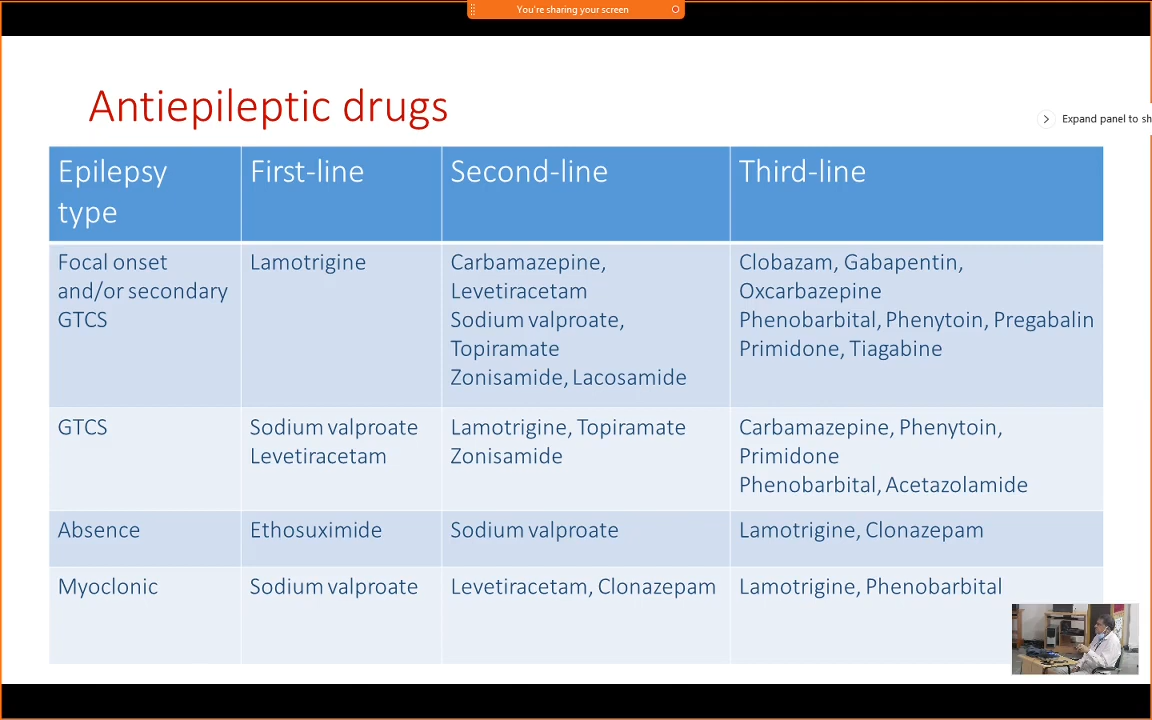 You're sharing your screen
Antiepileptic drugs
Expand panel to sh
Epilepsy
type
First-line
Second-line
Third-line
Focal onset
and/or secondary
GTCS
Lamotrigine
Carbamazepine,
Levetiracetam
Sodium valproate,
Topiramate
Zonisamide, Lacosamide
Clobazam, Gabapentin,
Oxcarbazepine
Phenobarbital, Phenytoin, Pregabalin
Primidone, Tiagabine
GTCS
Sodium valproate
Levetiracetam
Lamotrigine, Topiramate
Zonisamide
Carbamazepine, Phenytoin,
Primidone
Phenobarbital, Acetazolamide
Absence
Ethosuximide
Sodium valproate
Lamotrigine, Clonazepam
Myoclonic
Sodium valproate
Levetiracetam, Clonazepam
Lamotrigine, Phenobarbital